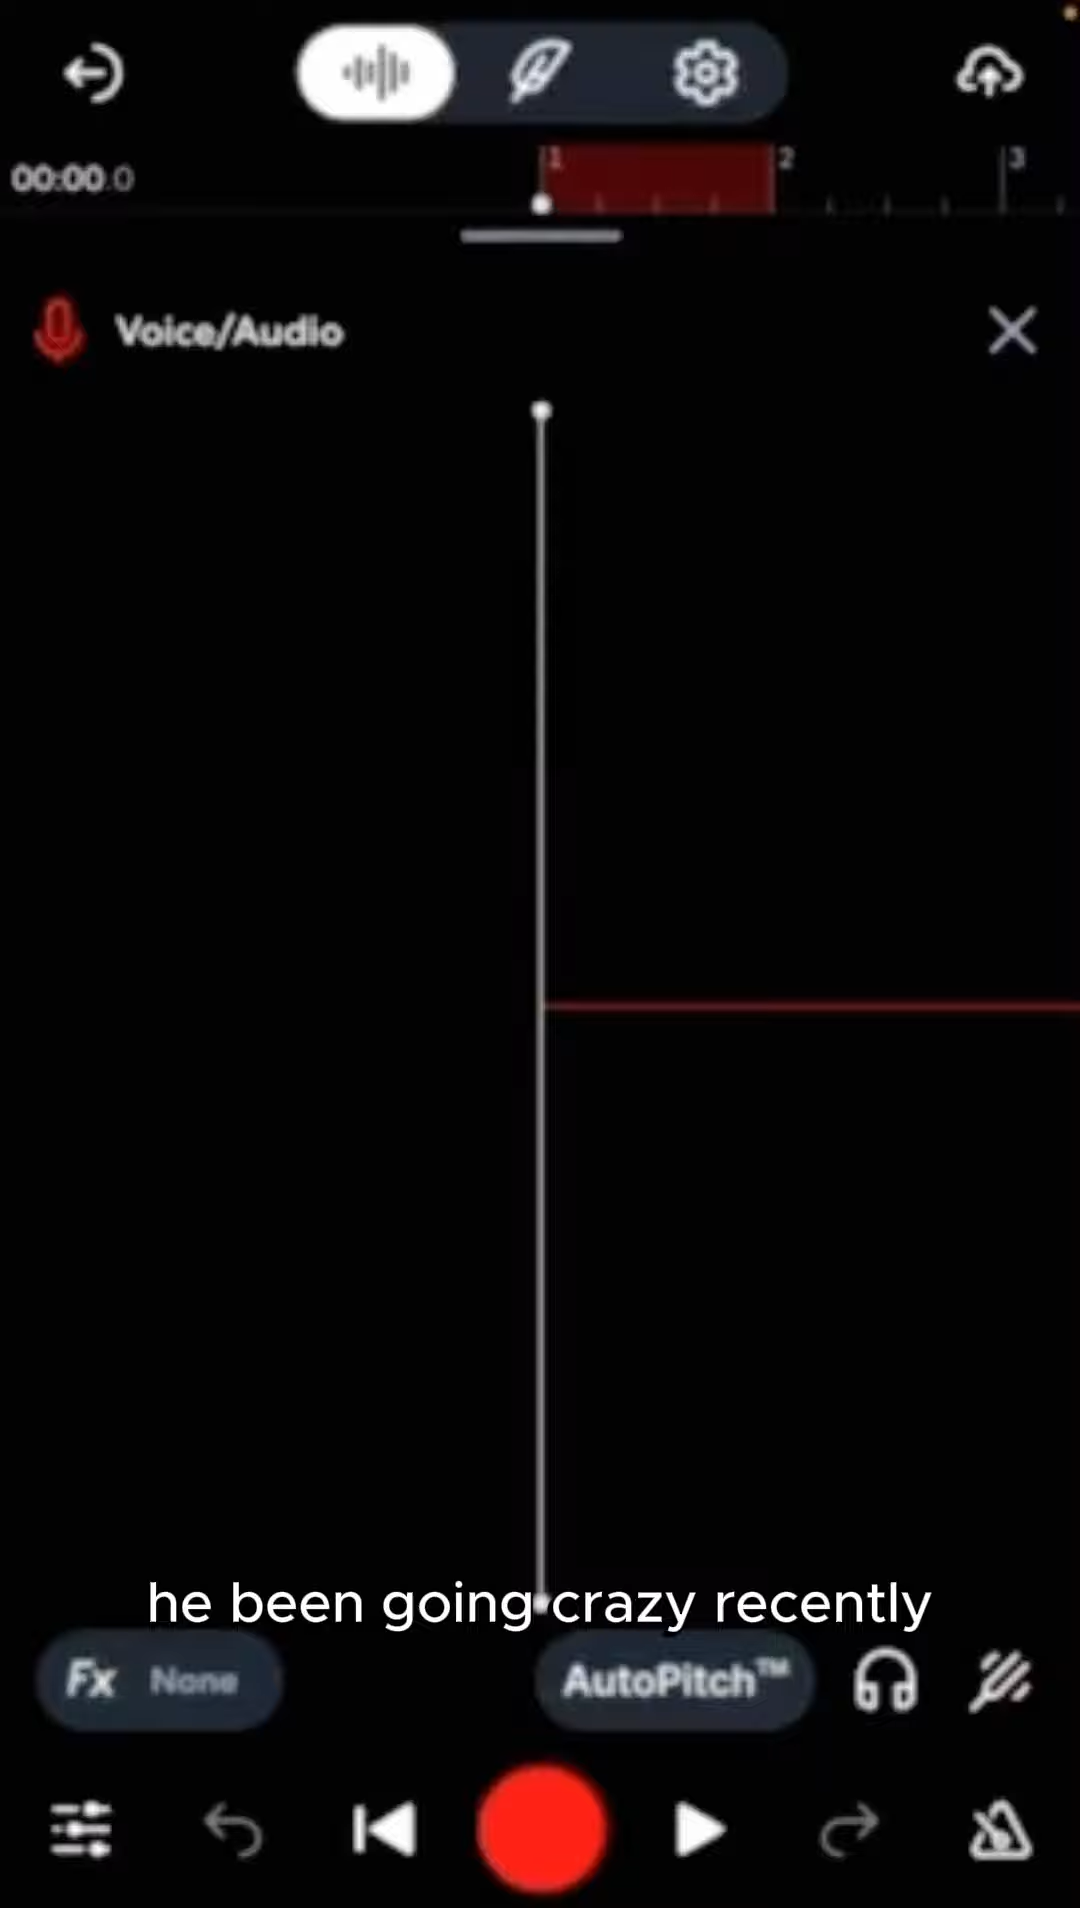 1 2 3
00:00.0
Voice/Audio
he been going crazy recently
Fx None AutoPitch™